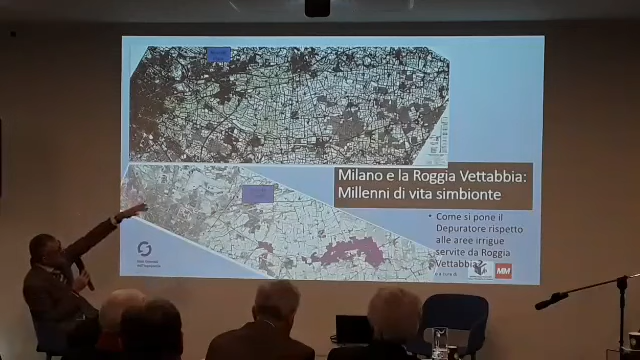 Milano e la Roggia Vettabbia:
Millenni di vita simbionte
• Come si pone il
Depuratore rispetto
alle aree irrigue
servite da Roggia
Vettabbia?
MM